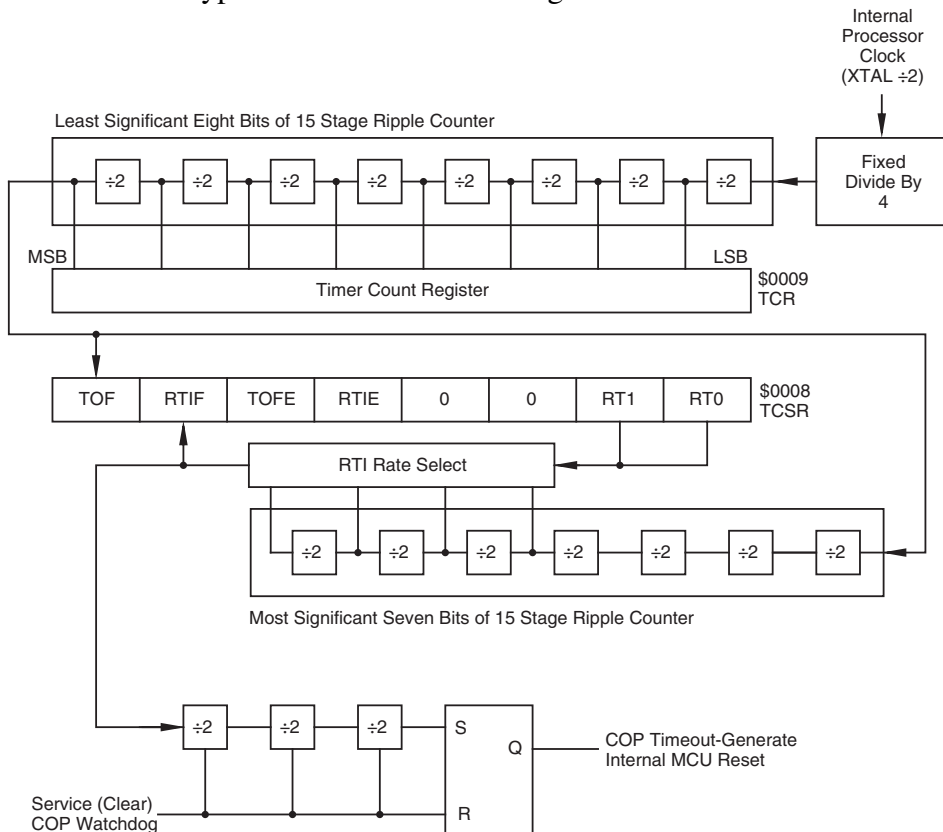 Internal
Processor
Clock
(XTAL ÷2)
Least Significant Eight Bits of 15 Stage Ripple Counter
÷2 ÷2 ÷2 ÷2 ÷2 ÷2 ÷2 ÷2
Fixed
Divide By
4
MSB LSB
Timer Count Register
$0009
TCR
TOF RTIF TOFE RTIE 0 0 RT1 RT0
$0008
TCSR
RTI Rate Select
÷2 ÷2 ÷2 ÷2 ÷2 ÷2 ÷2
Most Significant Seven Bits of 15 Stage Ripple Counter
÷2 ÷2 ÷2
S
Q
R
COP Timeout-Generate
Internal MCU Reset
Service (Clear)
COP Watchdog